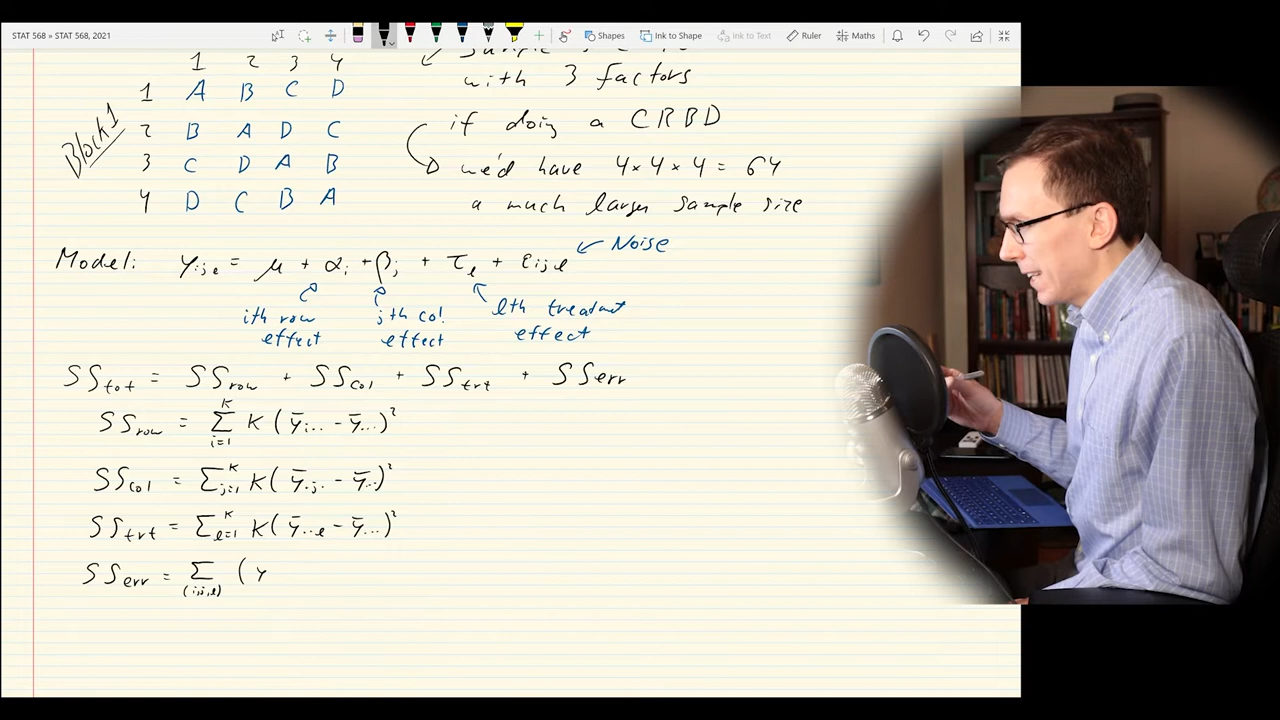 STAT 568 » STAT 568, 2021
Shapes
Ink to Shape
Ink to Text
Ruler
Maths
with 3 factors
if doing a CRBD
we'd have 4 × 4 × 4 = 64
a much larger sample size
Block 1
1 2 3 4
1 A B C D
2 B A D C
3 C D A B
4 D C B A
Model: yijℓ = μ + αi + βj + τℓ + εijℓ
Noise
ith row effect
jth col effect
ℓth treatment effect
SStot = SSrow + SScol + SStrt + SSerr
SSrow = ∑i=1^K K(ȳi.. - ȳ...)²
SScol = ∑j=1^K K(ȳ.j. - ȳ...)²
SStrt = ∑ℓ=1^K K(ȳ..ℓ - ȳ...)²
SSerr = ∑(i,j,ℓ) (y